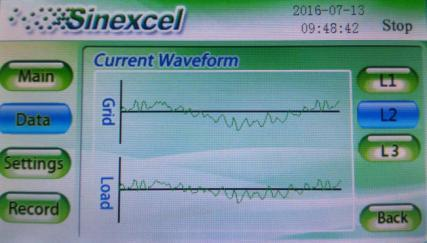 Sinexcel
2016-07-13
09:48:42
Stop
Main
Data
Settings
Record
Current Waveform
Grid
Load
L1
L2
L3
Back